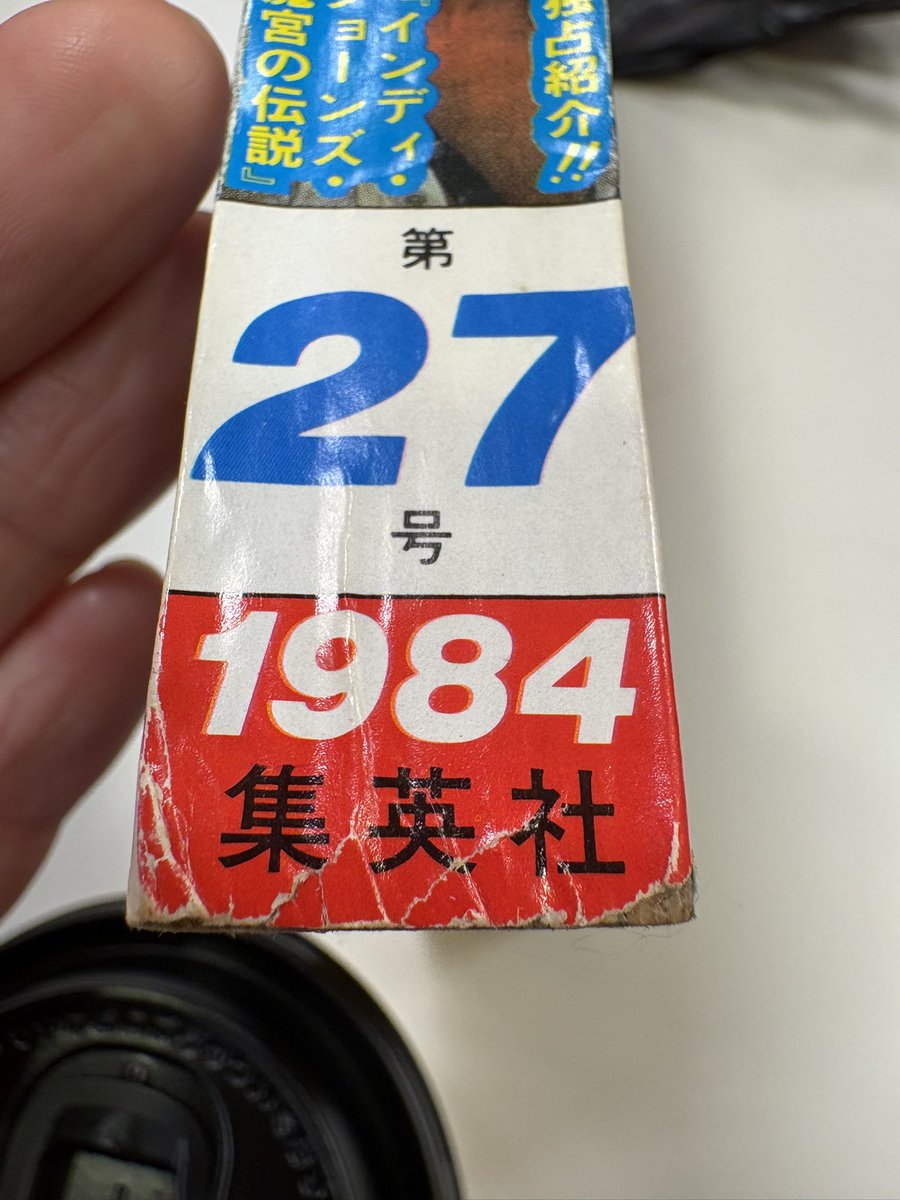 独占紹介!!
『インディ・
ジョーンズ・
魔宮の伝説』
第
27
号
1984
集英社